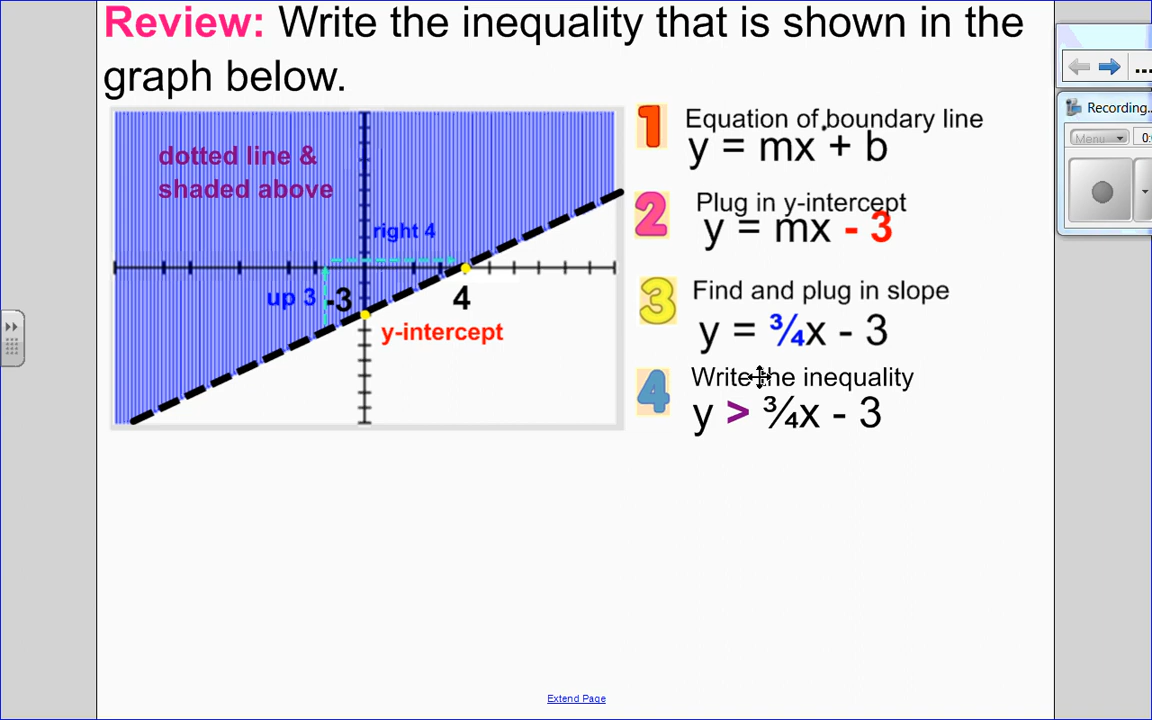 Review: Write the inequality that is shown in the
graph below.
dotted line &
shaded above
right 4
up 3
-3
4
y-intercept
1
Equation of boundary line
y = mx + b
2
Plug in y-intercept
y = mx - 3
3
Find and plug in slope
y = ¾x - 3
4
Write the inequality
y > ¾x - 3
Extend Page
...
Recording...
Menu
0: